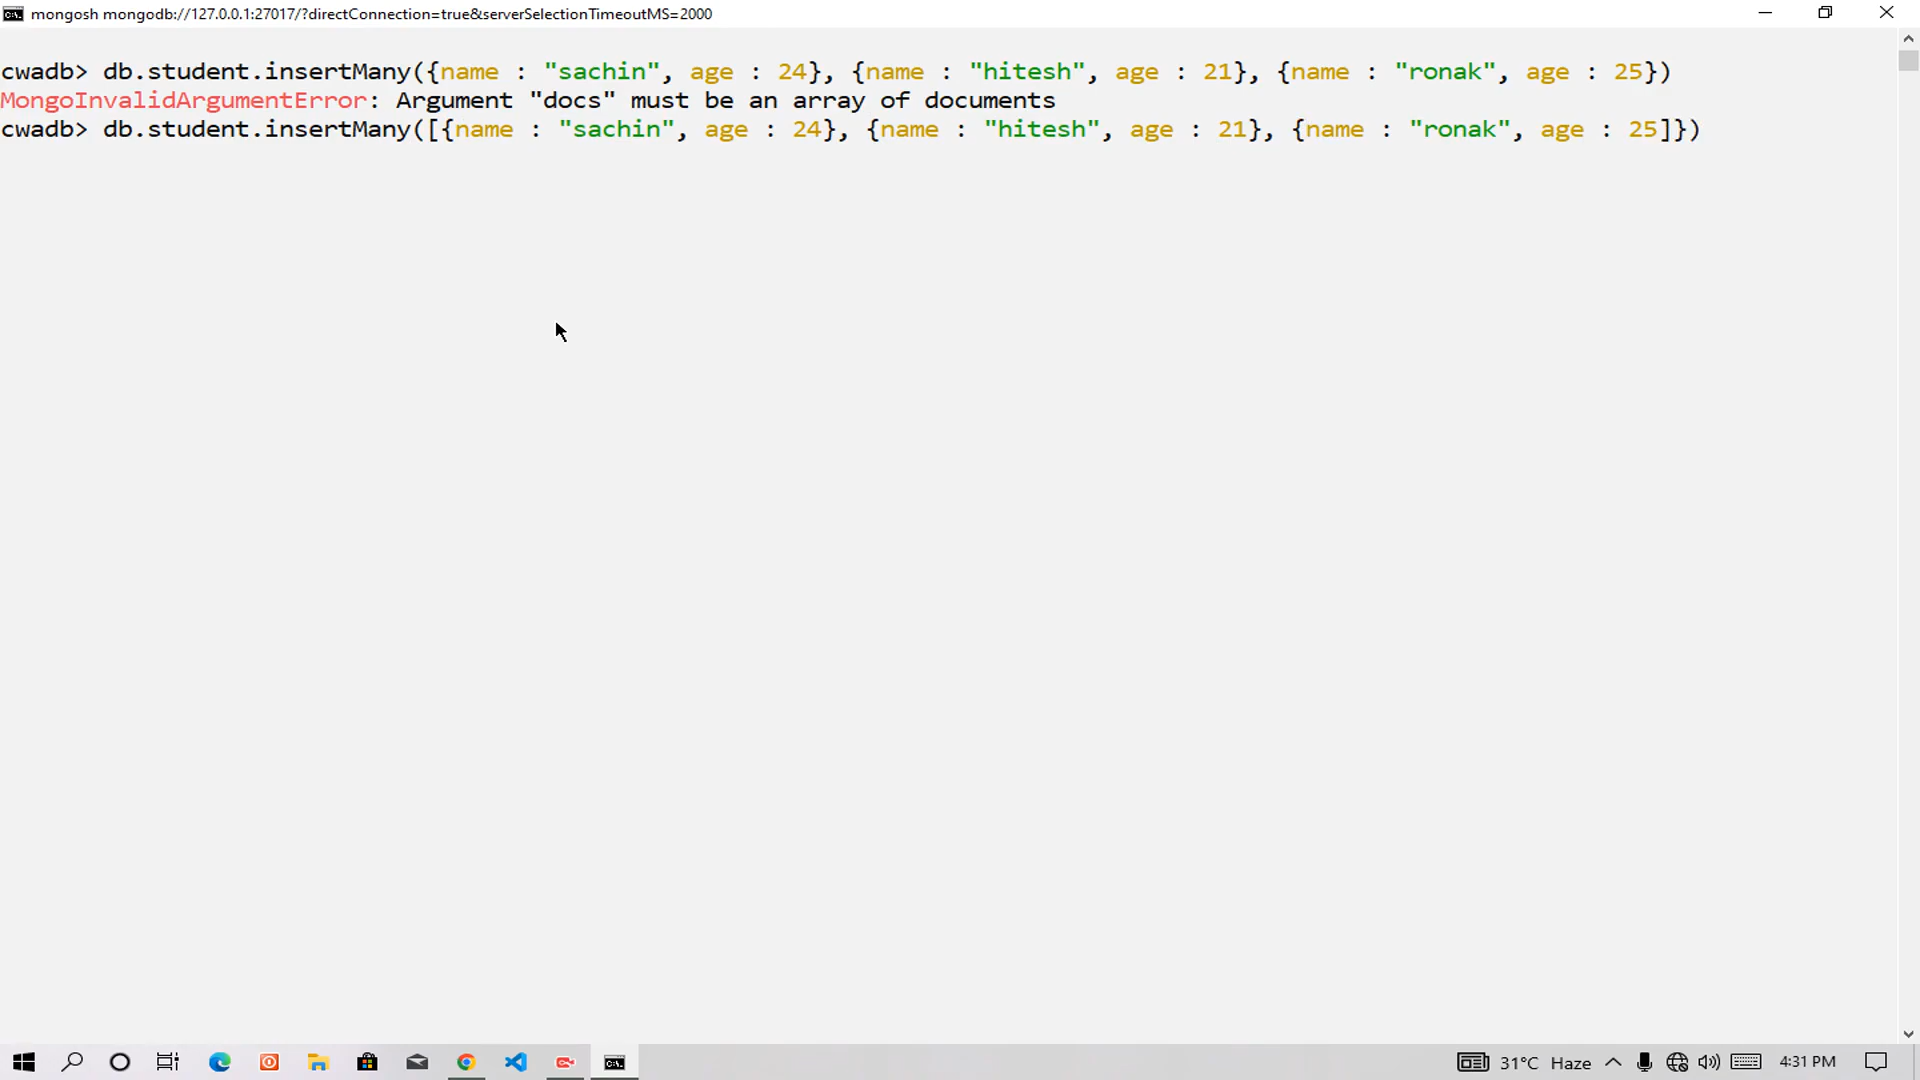 mongosh mongodb://127.0.0.1:27017/?directConnection=true&serverSelectionTimeoutMS=2000
cwadb> db.student.insertMany({name : "sachin", age : 24}, {name : "hitesh", age : 21}, {name : "ronak", age : 25})
MongoInvalidArgumentError: Argument "docs" must be an array of documents
cwadb> db.student.insertMany([{name : "sachin", age : 24}, {name : "hitesh", age : 21}, {name : "ronak", age : 25]})
31°C Haze 4:31 PM